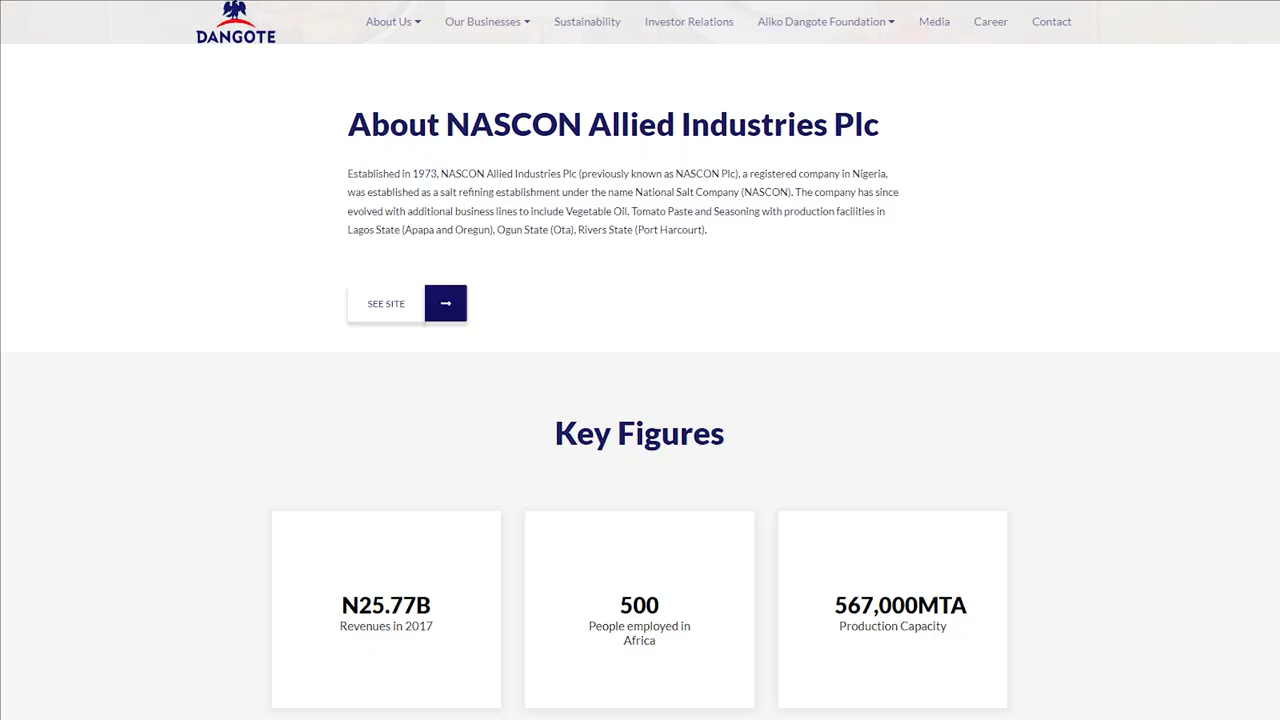 DANGOTE
About Us Our Businesses Sustainability Investor Relations Aliko Dangote Foundation Media Career Contact
About NASCON Allied Industries Plc
Established in 1973, NASCON Allied Industries Plc (previously known as NASCON Plc), a registered company in Nigeria,
was established as a salt refining establishment under the name National Salt Company (NASCON). The company has since
evolved with additional business lines to include Vegetable Oil, Tomato Paste and Seasoning with production facilities in
Lagos State (Apapa and Oregun), Ogun State (Ota), Rivers State (Port Harcourt).
SEE SITE
Key Figures
N25.77B
Revenues in 2017
500
People employed in
Africa
567,000MTA
Production Capacity